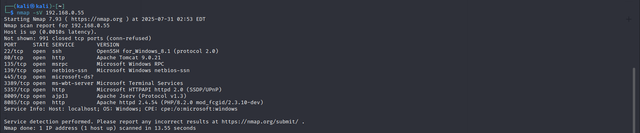 (kali㉿kali)-[~]
$ nmap -sV 192.168.0.55
Starting Nmap 7.93 ( https://nmap.org ) at 2025-07-31 02:53 EDT
Nmap scan report for 192.168.0.55
Host is up (0.0010s latency).
Not shown: 991 closed tcp ports (conn-refused)
PORT STATE SERVICE VERSION
22/tcp open ssh OpenSSH for_Windows_8.1 (protocol 2.0)
80/tcp open http Apache Tomcat 9.0.21
135/tcp open msrpc Microsoft Windows RPC
139/tcp open netbios-ssn Microsoft Windows netbios-ssn
445/tcp open microsoft-ds?
3389/tcp open ms-wbt-server Microsoft Terminal Services
5357/tcp open http Microsoft HTTPAPI httpd 2.0 (SSDP/UPnP)
8009/tcp open ajp13 Apache Jserv (Protocol v1.3)
8085/tcp open http Apache httpd 2.4.54 (PHP/8.2.0 mod_fcgid/2.3.10-dev)
Service Info: Host: localhost; OS: Windows; CPE: cpe:/o:microsoft:windows
Service detection performed. Please report any incorrect results at https://nmap.org/submit/ .
Nmap done: 1 IP address (1 host up) scanned in 13.55 seconds